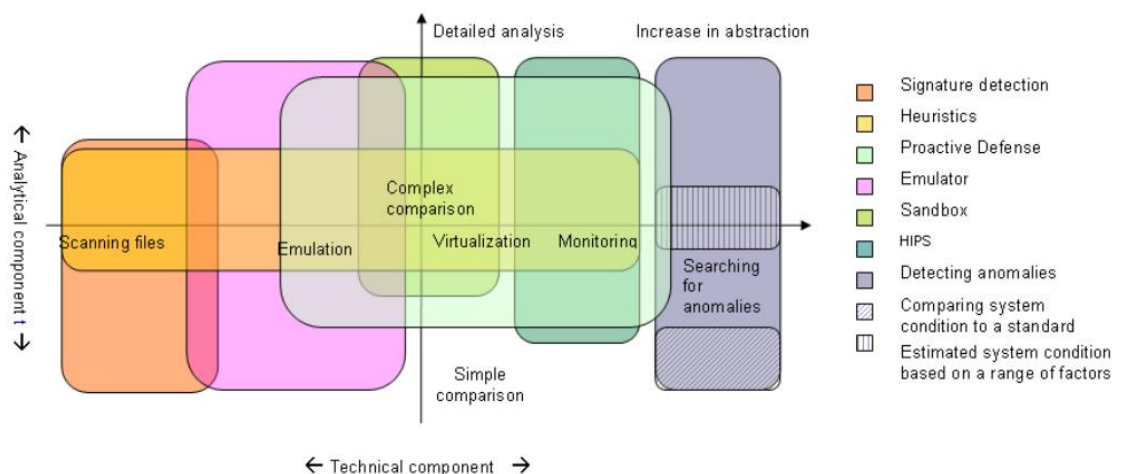 Detailed analysis
Increase in abstraction
← Analytical component t →
Complex
comparison
Scanning files
Emulation
Virtualization
Monitoring
Searching
for
anomalies
Simple
comparison
← Technical component →
Signature detection
Heuristics
Proactive Defense
Emulator
Sandbox
HIPS
Detecting anomalies
Comparing system
condition to a standard
Estimated system condition
based on a range of factors